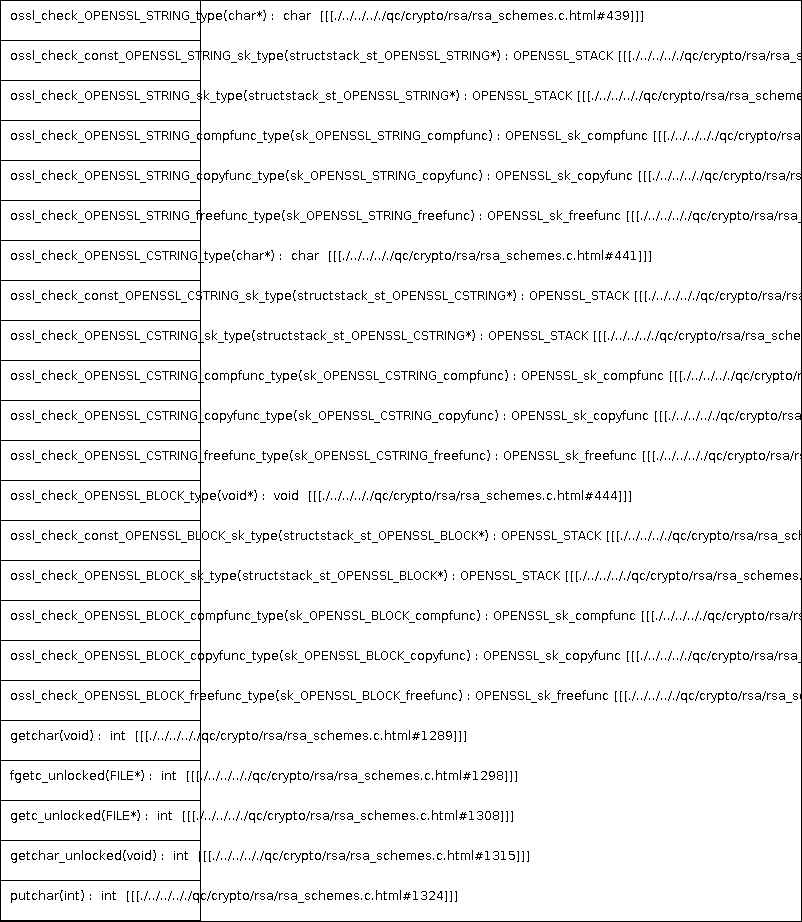 ossl_check_OPENSSL_STRING_type(char*) : char [[[./../../././qc/crypto/rsa/rsa_schemes.c.html#439]]]
ossl_check_const_OPENSSL_STRING_sk_type(structstack_st_OPENSSL_STRING*) : OPENSSL_STACK [[[./../../././qc/crypto/rsa/rsa_s
ossl_check_OPENSSL_STRING_sk_type(structstack_st_OPENSSL_STRING*) : OPENSSL_STACK [[[./../../././qc/crypto/rsa/rsa_scheme
ossl_check_OPENSSL_STRING_compfunc_type(sk_OPENSSL_STRING_compfunc) : OPENSSL_sk_compfunc [[[./../../././qc/crypto/rsa
ossl_check_OPENSSL_STRING_copyfunc_type(sk_OPENSSL_STRING_copyfunc) : OPENSSL_sk_copyfunc [[[./../../././qc/crypto/rsa/rs
ossl_check_OPENSSL_STRING_freefunc_type(sk_OPENSSL_STRING_freefunc) : OPENSSL_sk_freefunc [[[./../../././qc/crypto/rsa/rsa_
ossl_check_OPENSSL_CSTRING_type(char*) : char [[[./../../././qc/crypto/rsa/rsa_schemes.c.html#441]]]
ossl_check_const_OPENSSL_CSTRING_sk_type(structstack_st_OPENSSL_CSTRING*) : OPENSSL_STACK [[[./../../././qc/crypto/rsa/rsa
ossl_check_OPENSSL_CSTRING_sk_type(structstack_st_OPENSSL_CSTRING*) : OPENSSL_STACK [[[./../../././qc/crypto/rsa/rsa_sche
ossl_check_OPENSSL_CSTRING_compfunc_type(sk_OPENSSL_CSTRING_compfunc) : OPENSSL_sk_compfunc [[[./../../././qc/crypto/r
ossl_check_OPENSSL_CSTRING_copyfunc_type(sk_OPENSSL_CSTRING_copyfunc) : OPENSSL_sk_copyfunc [[[./../../././qc/crypto/rsa
ossl_check_OPENSSL_CSTRING_freefunc_type(sk_OPENSSL_CSTRING_freefunc) : OPENSSL_sk_freefunc [[[./../../././qc/crypto/rsa/rs
ossl_check_OPENSSL_BLOCK_type(void*) : void [[[./../../././qc/crypto/rsa/rsa_schemes.c.html#444]]]
ossl_check_const_OPENSSL_BLOCK_sk_type(structstack_st_OPENSSL_BLOCK*) : OPENSSL_STACK [[[./../../././qc/crypto/rsa/rsa_sch
ossl_check_OPENSSL_BLOCK_sk_type(structstack_st_OPENSSL_BLOCK*) : OPENSSL_STACK [[[./../../././qc/crypto/rsa/rsa_schemes.
ossl_check_OPENSSL_BLOCK_compfunc_type(sk_OPENSSL_BLOCK_compfunc) : OPENSSL_sk_compfunc [[[./../../././qc/crypto/rsa/rs
ossl_check_OPENSSL_BLOCK_copyfunc_type(sk_OPENSSL_BLOCK_copyfunc) : OPENSSL_sk_copyfunc [[[./../../././qc/crypto/rsa/rsa_
ossl_check_OPENSSL_BLOCK_freefunc_type(sk_OPENSSL_BLOCK_freefunc) : OPENSSL_sk_freefunc [[[./../../././qc/crypto/rsa/rsa_s
getchar(void) : int [[[./../../././qc/crypto/rsa/rsa_schemes.c.html#1289]]]
fgetc_unlocked(FILE*) : int [[[./../../././qc/crypto/rsa/rsa_schemes.c.html#1298]]]
getc_unlocked(FILE*) : int [[[./../../././qc/crypto/rsa/rsa_schemes.c.html#1308]]]
getchar_unlocked(void) : int [[[./../../././qc/crypto/rsa/rsa_schemes.c.html#1315]]]
putchar(int) : int [[[./../../././qc/crypto/rsa/rsa_schemes.c.html#1324]]]